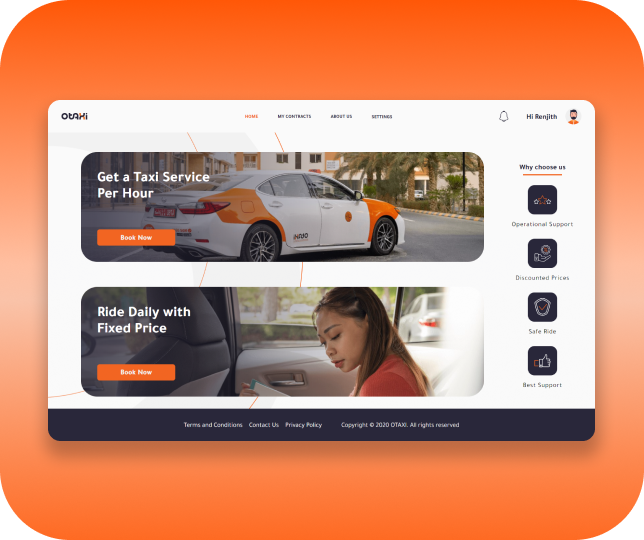 OTAXI
HOME MY CONTRACTS ABOUT US SETTINGS
Hi Renjith
Get a Taxi Service
Per Hour
Book Now
Ride Daily with
Fixed Price
Book Now
Why choose us
Operational Support
Discounted Prices
Safe Ride
Best Support
Terms and Conditions Contact Us Privacy Policy Copyright © 2020 OTAXI. All rights reserved